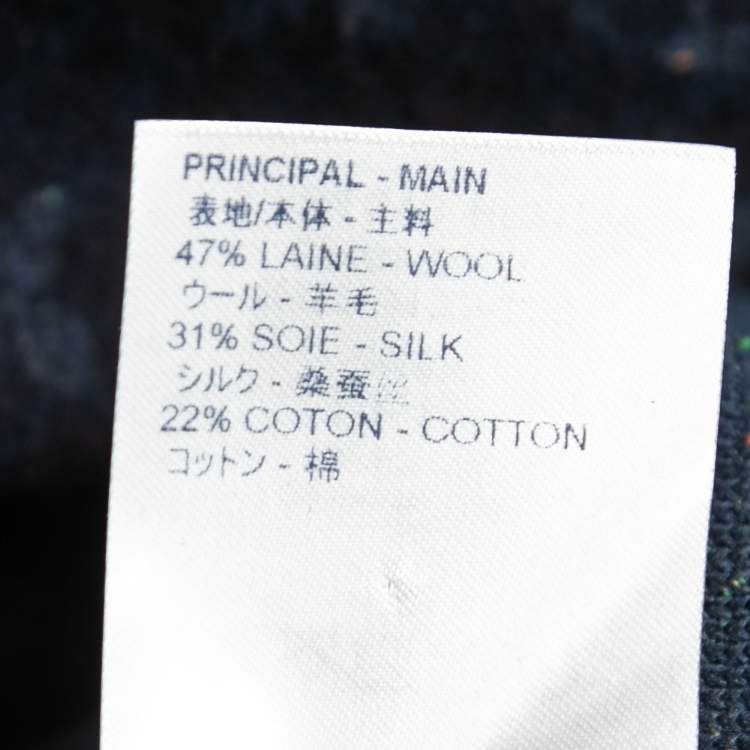 PRINCIPAL - MAIN
表地/本体 - 主料
47% LAINE - WOOL
ウール - 羊毛
31% SOIE - SILK
シルク - 桑蚕丝
22% COTON - COTTON
コットン - 棉